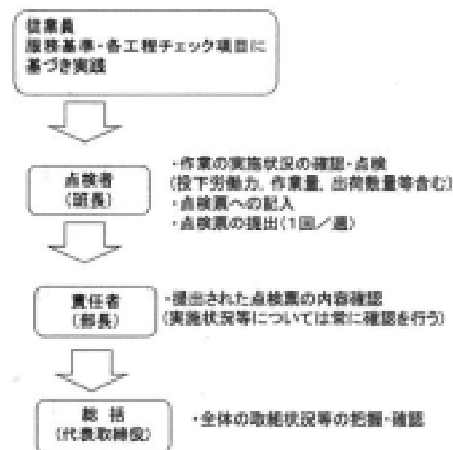 従業員
服務基準・各工程チェック項目に
基づき実践
点検者
(班長)
・作業の実施状況の確認・点検
(投下労働力、作業量、出荷数量等含む)
・点検票への記入
・点検票の提出(1回/週)
責任者
(部長)
・提出された点検票の内容確認
(実施状況等については常に確認を行う)
総 括
(代表取締役)
・全体の取組状況等の把握・確認